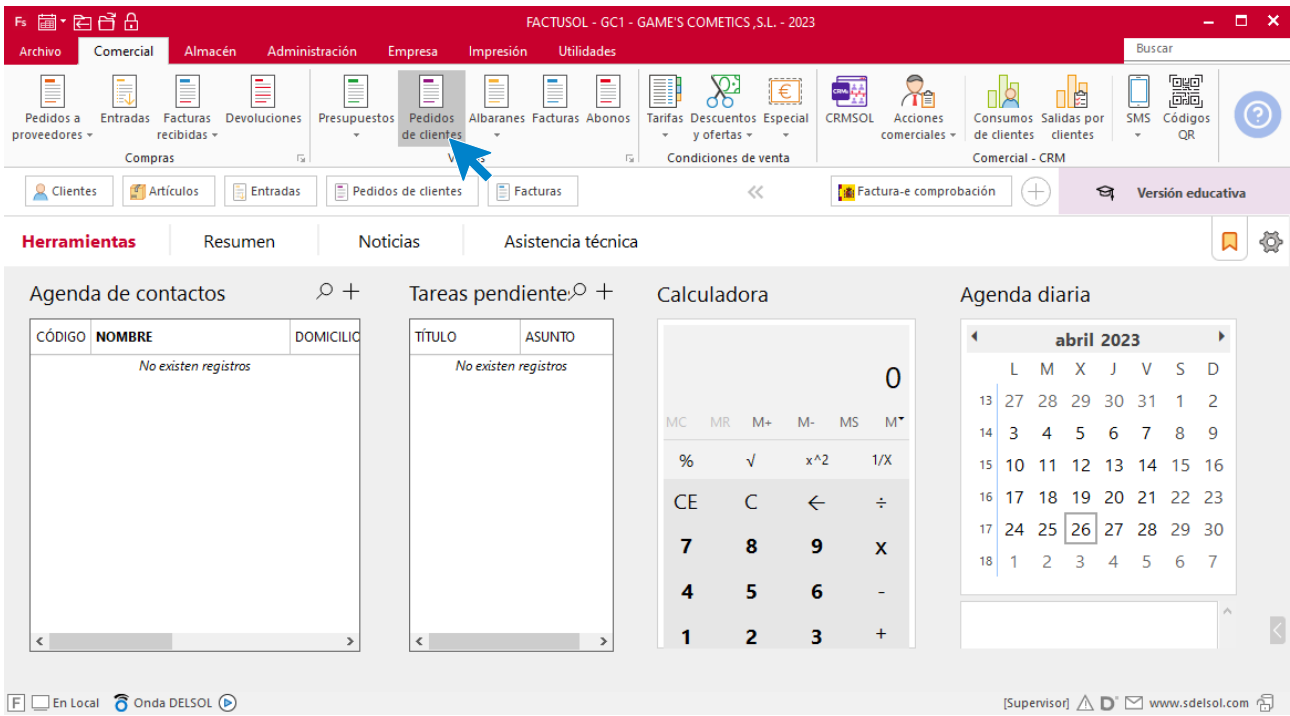 Fs FACTUSOL - GC1 - GAME'S COMETICS ,S.L. - 2023
Archivo Comercial Almacén Administración Empresa Impresión Utilidades Buscar
Pedidos a proveedores Entradas Facturas recibidas Devoluciones
Compras
Presupuestos Pedidos de clientes Albaranes Facturas Abonos
Tarifas Descuentos y ofertas Especial
Condiciones de venta
CRMSOL Acciones comerciales Consumos de clientes Salidas por clientes
Comercial - CRM
SMS Códigos QR
Clientes Artículos Entradas Pedidos de clientes Facturas Factura-e comprobación Versión educativa
Herramientas Resumen Noticias Asistencia técnica
Agenda de contactos
CÓDIGO NOMBRE DOMICILIO
No existen registros
Tareas pendiente
TÍTULO ASUNTO
No existen registros
Calculadora
0
MC MR M+ M- MS M
% √ x^2 1/X
CE C ← ÷
7 8 9 x
4 5 6 -
1 2 3 +
Agenda diaria
abril 2023
L M X J V S D
13 27 28 29 30 31 1 2
14 3 4 5 6 7 8 9
15 10 11 12 13 14 15 16
16 17 18 19 20 21 22 23
17 24 25 26 27 28 29 30
18 1 2 3 4 5 6 7
F En Local Onda DELSOL [Supervisor] D www.sdelsol.com